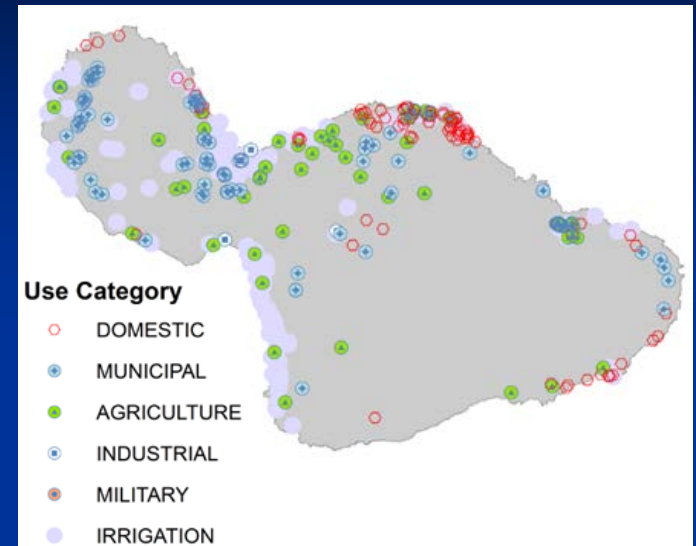 Use Category
DOMESTIC
MUNICIPAL
AGRICULTURE
INDUSTRIAL
MILITARY
IRRIGATION